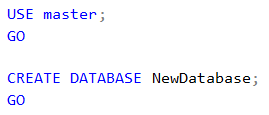 USE master;
GO
CREATE DATABASE NewDatabase;
GO